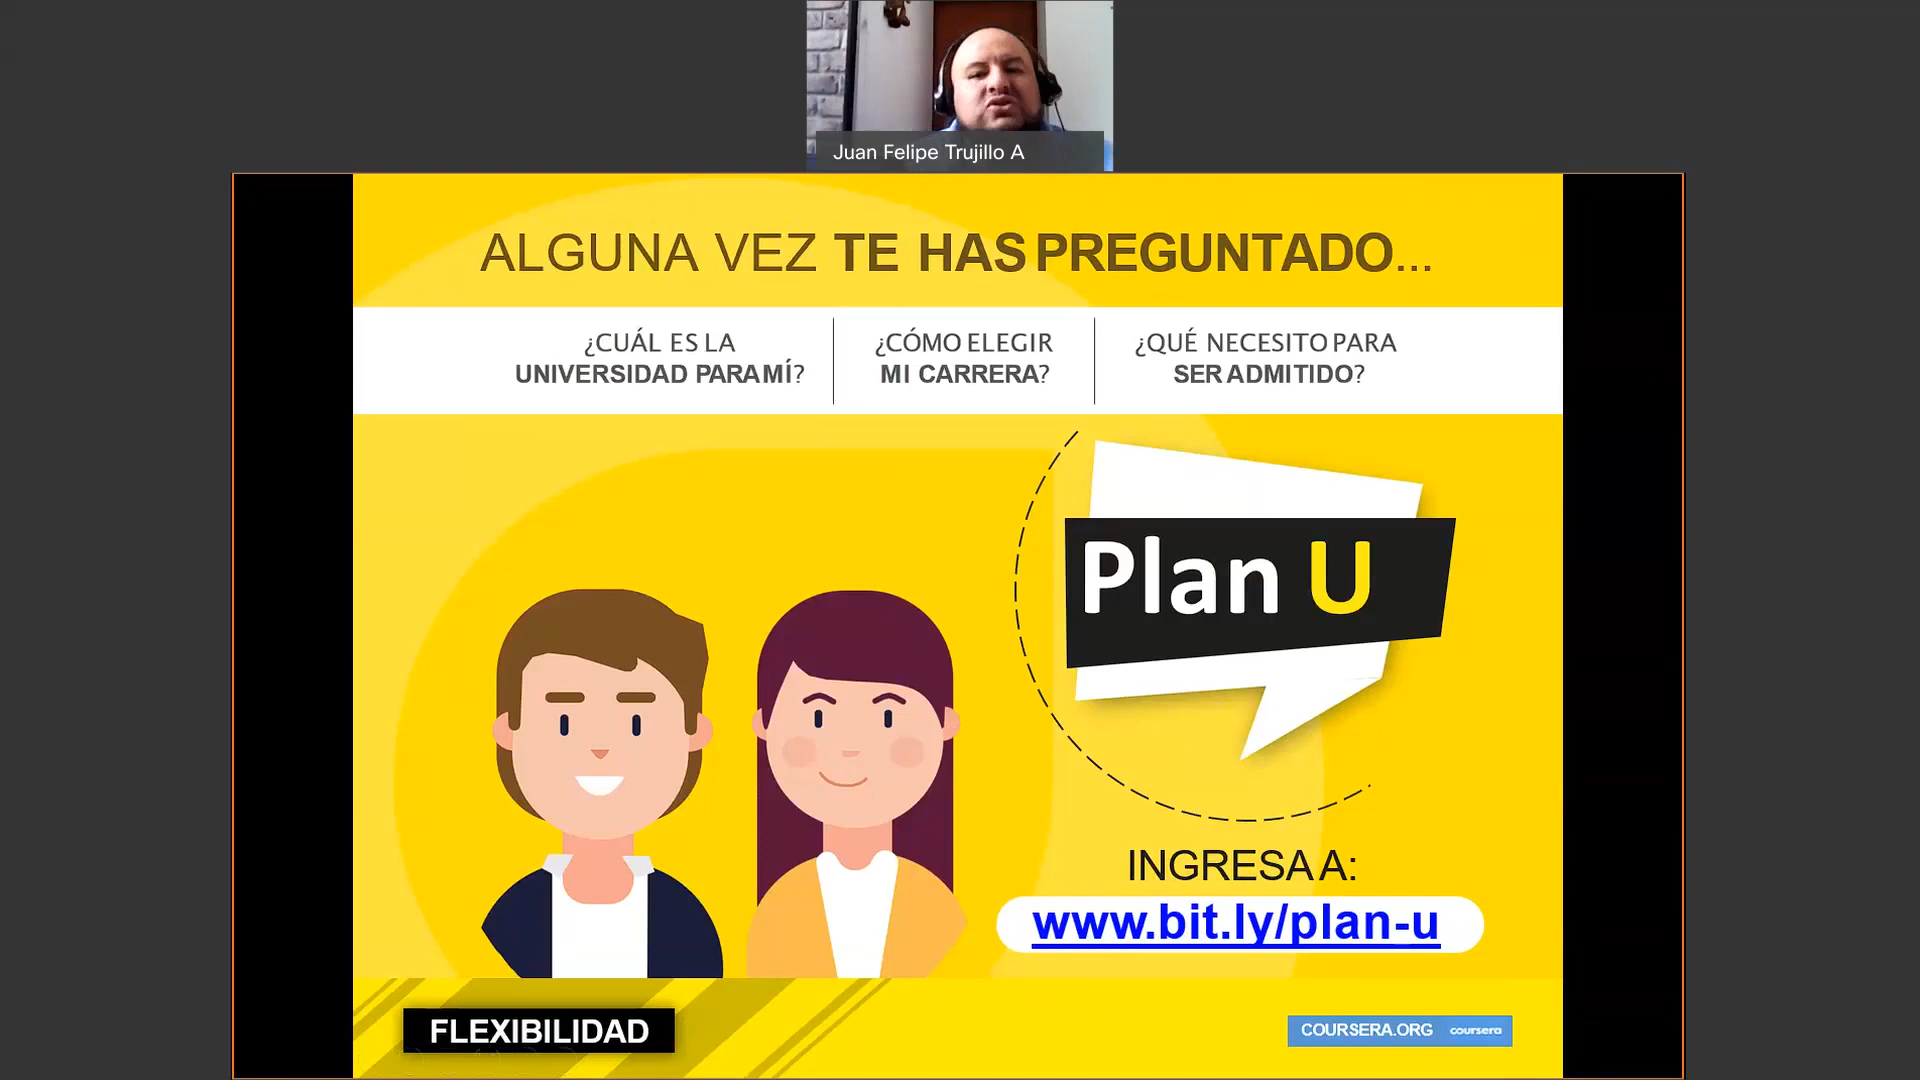 Juan Felipe Trujillo A
ALGUNA VEZ TE HAS PREGUNTADO...
¿CUÁL ES LA
UNIVERSIDAD PARA MÍ?
¿CÓMO ELEGIR
MI CARRERA?
¿QUÉ NECESITO PARA
SER ADMITIDO?
Plan U
INGRESA A:
www.bit.ly/plan-u
FLEXIBILIDAD
COURSERA.ORG coursera